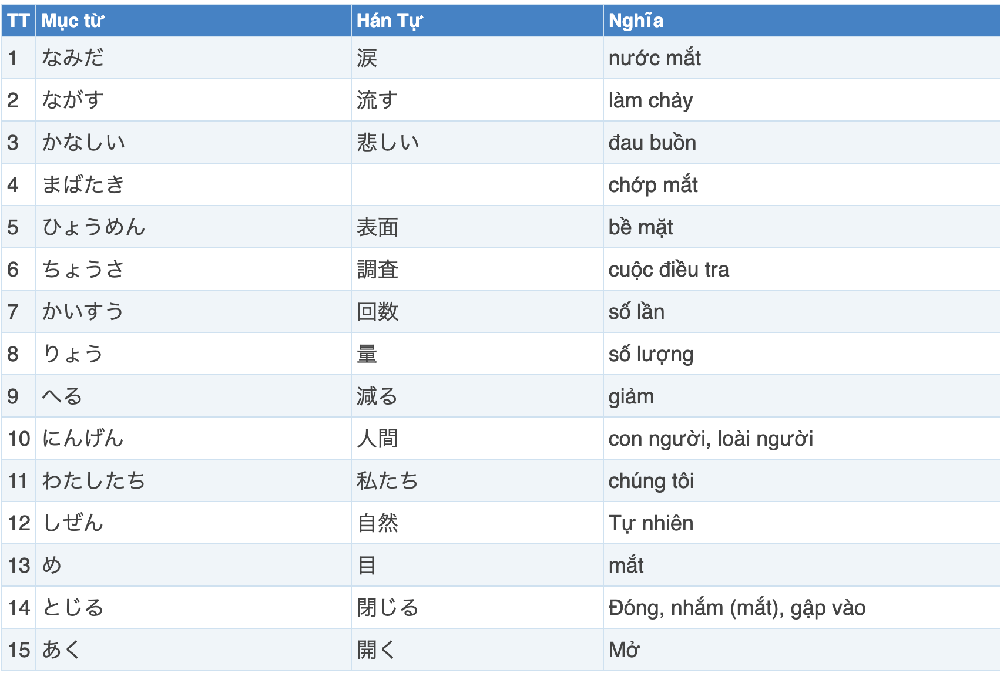 TT Mục từ Hán Tự Nghĩa
1 なみだ 涙 nước mắt
2 ながす 流す làm chảy
3 かなしい 悲しい đau buồn
4 まばたき chớp mắt
5 ひょうめん 表面 bề mặt
6 ちょうさ 調査 cuộc điều tra
7 かいすう 回数 số lần
8 りょう 量 số lượng
9 へる 減る giảm
10 にんげん 人間 con người, loài người
11 わたしたち 私たち chúng tôi
12 しぜん 自然 Tự nhiên
13 め 目 mắt
14 とじる 閉じる Đóng, nhắm (mắt), gập vào
15 あく 開く Mở